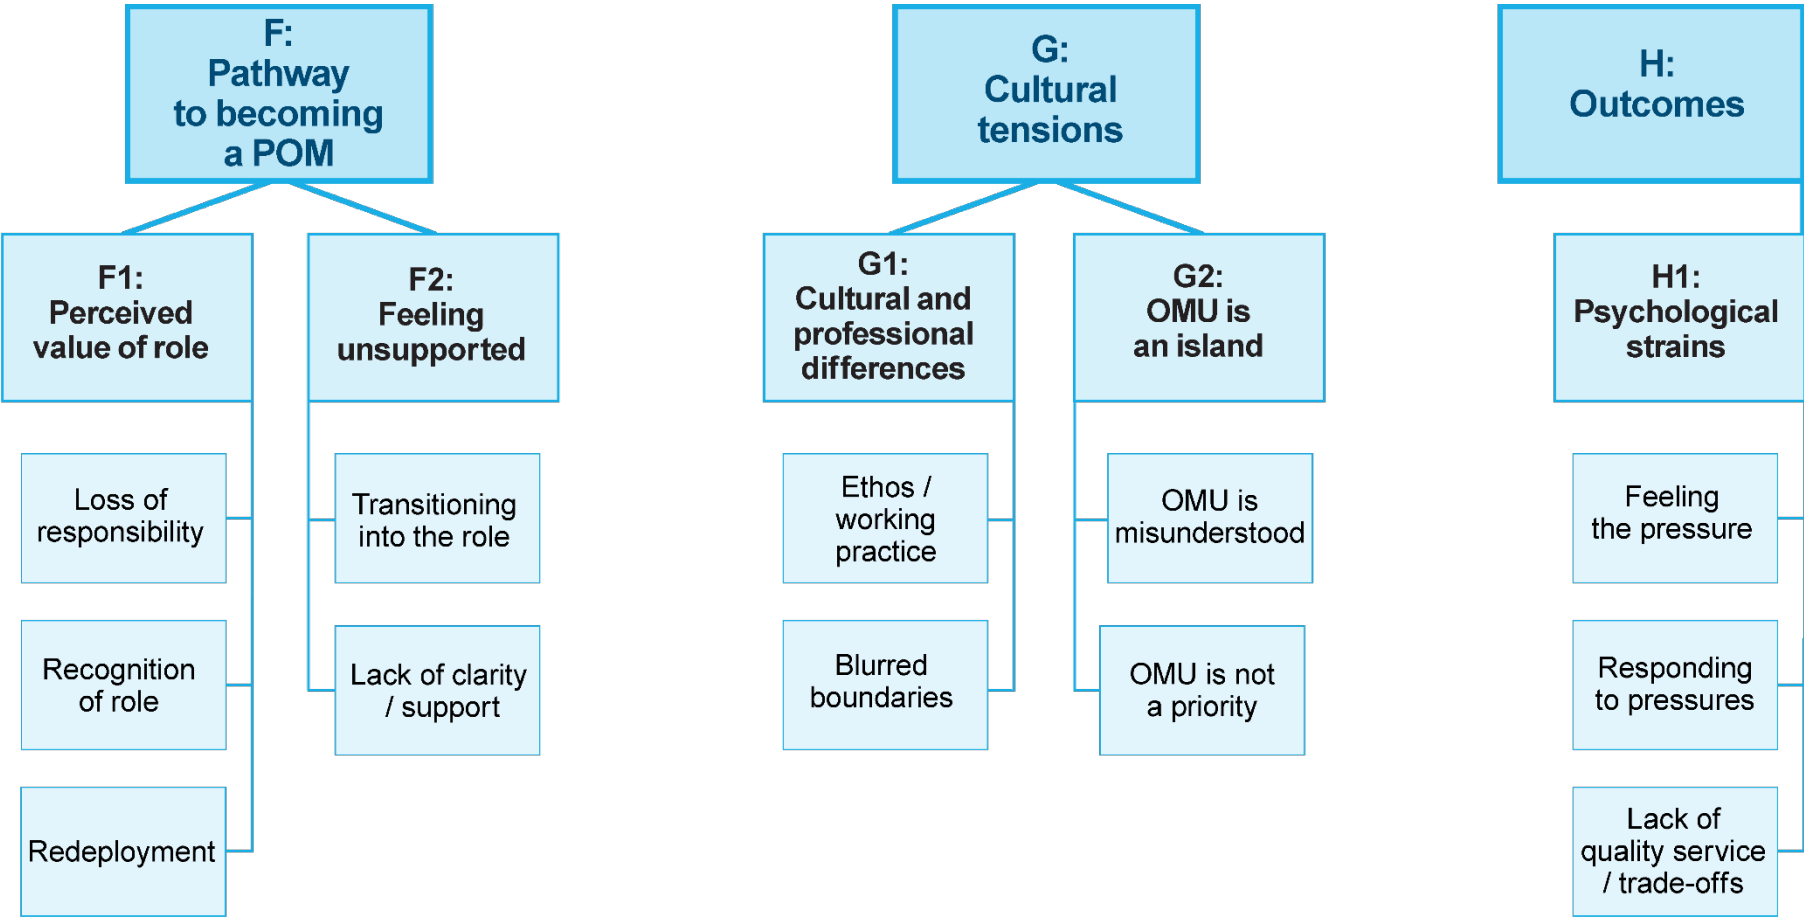 F:
Pathway
to becoming
a POM
G:
Cultural
tensions
H:
Outcomes
F1:
Perceived
value of role
F2:
Feeling
unsupported
G1:
Cultural and
professional
differences
G2:
OMU is
an island
H1:
Psychological
strains
Loss of
responsibility
Transitioning
into the role
Ethos /
working
practice
OMU is
misunderstood
Feeling
the pressure
Recognition
of role
Lack of clarity
/ support
Blurred
boundaries
OMU is not
a priority
Responding
to pressures
Redeployment
Lack of
quality service
/ trade-offs